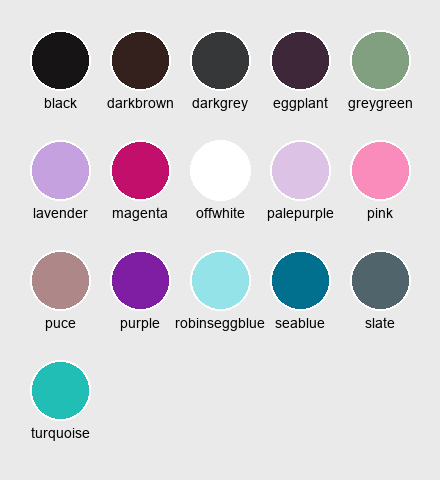 black darkbrown darkgrey eggplant greygreen
lavender magenta offwhite palepurple pink
puce purple robinseggblue seablue slate
turquoise